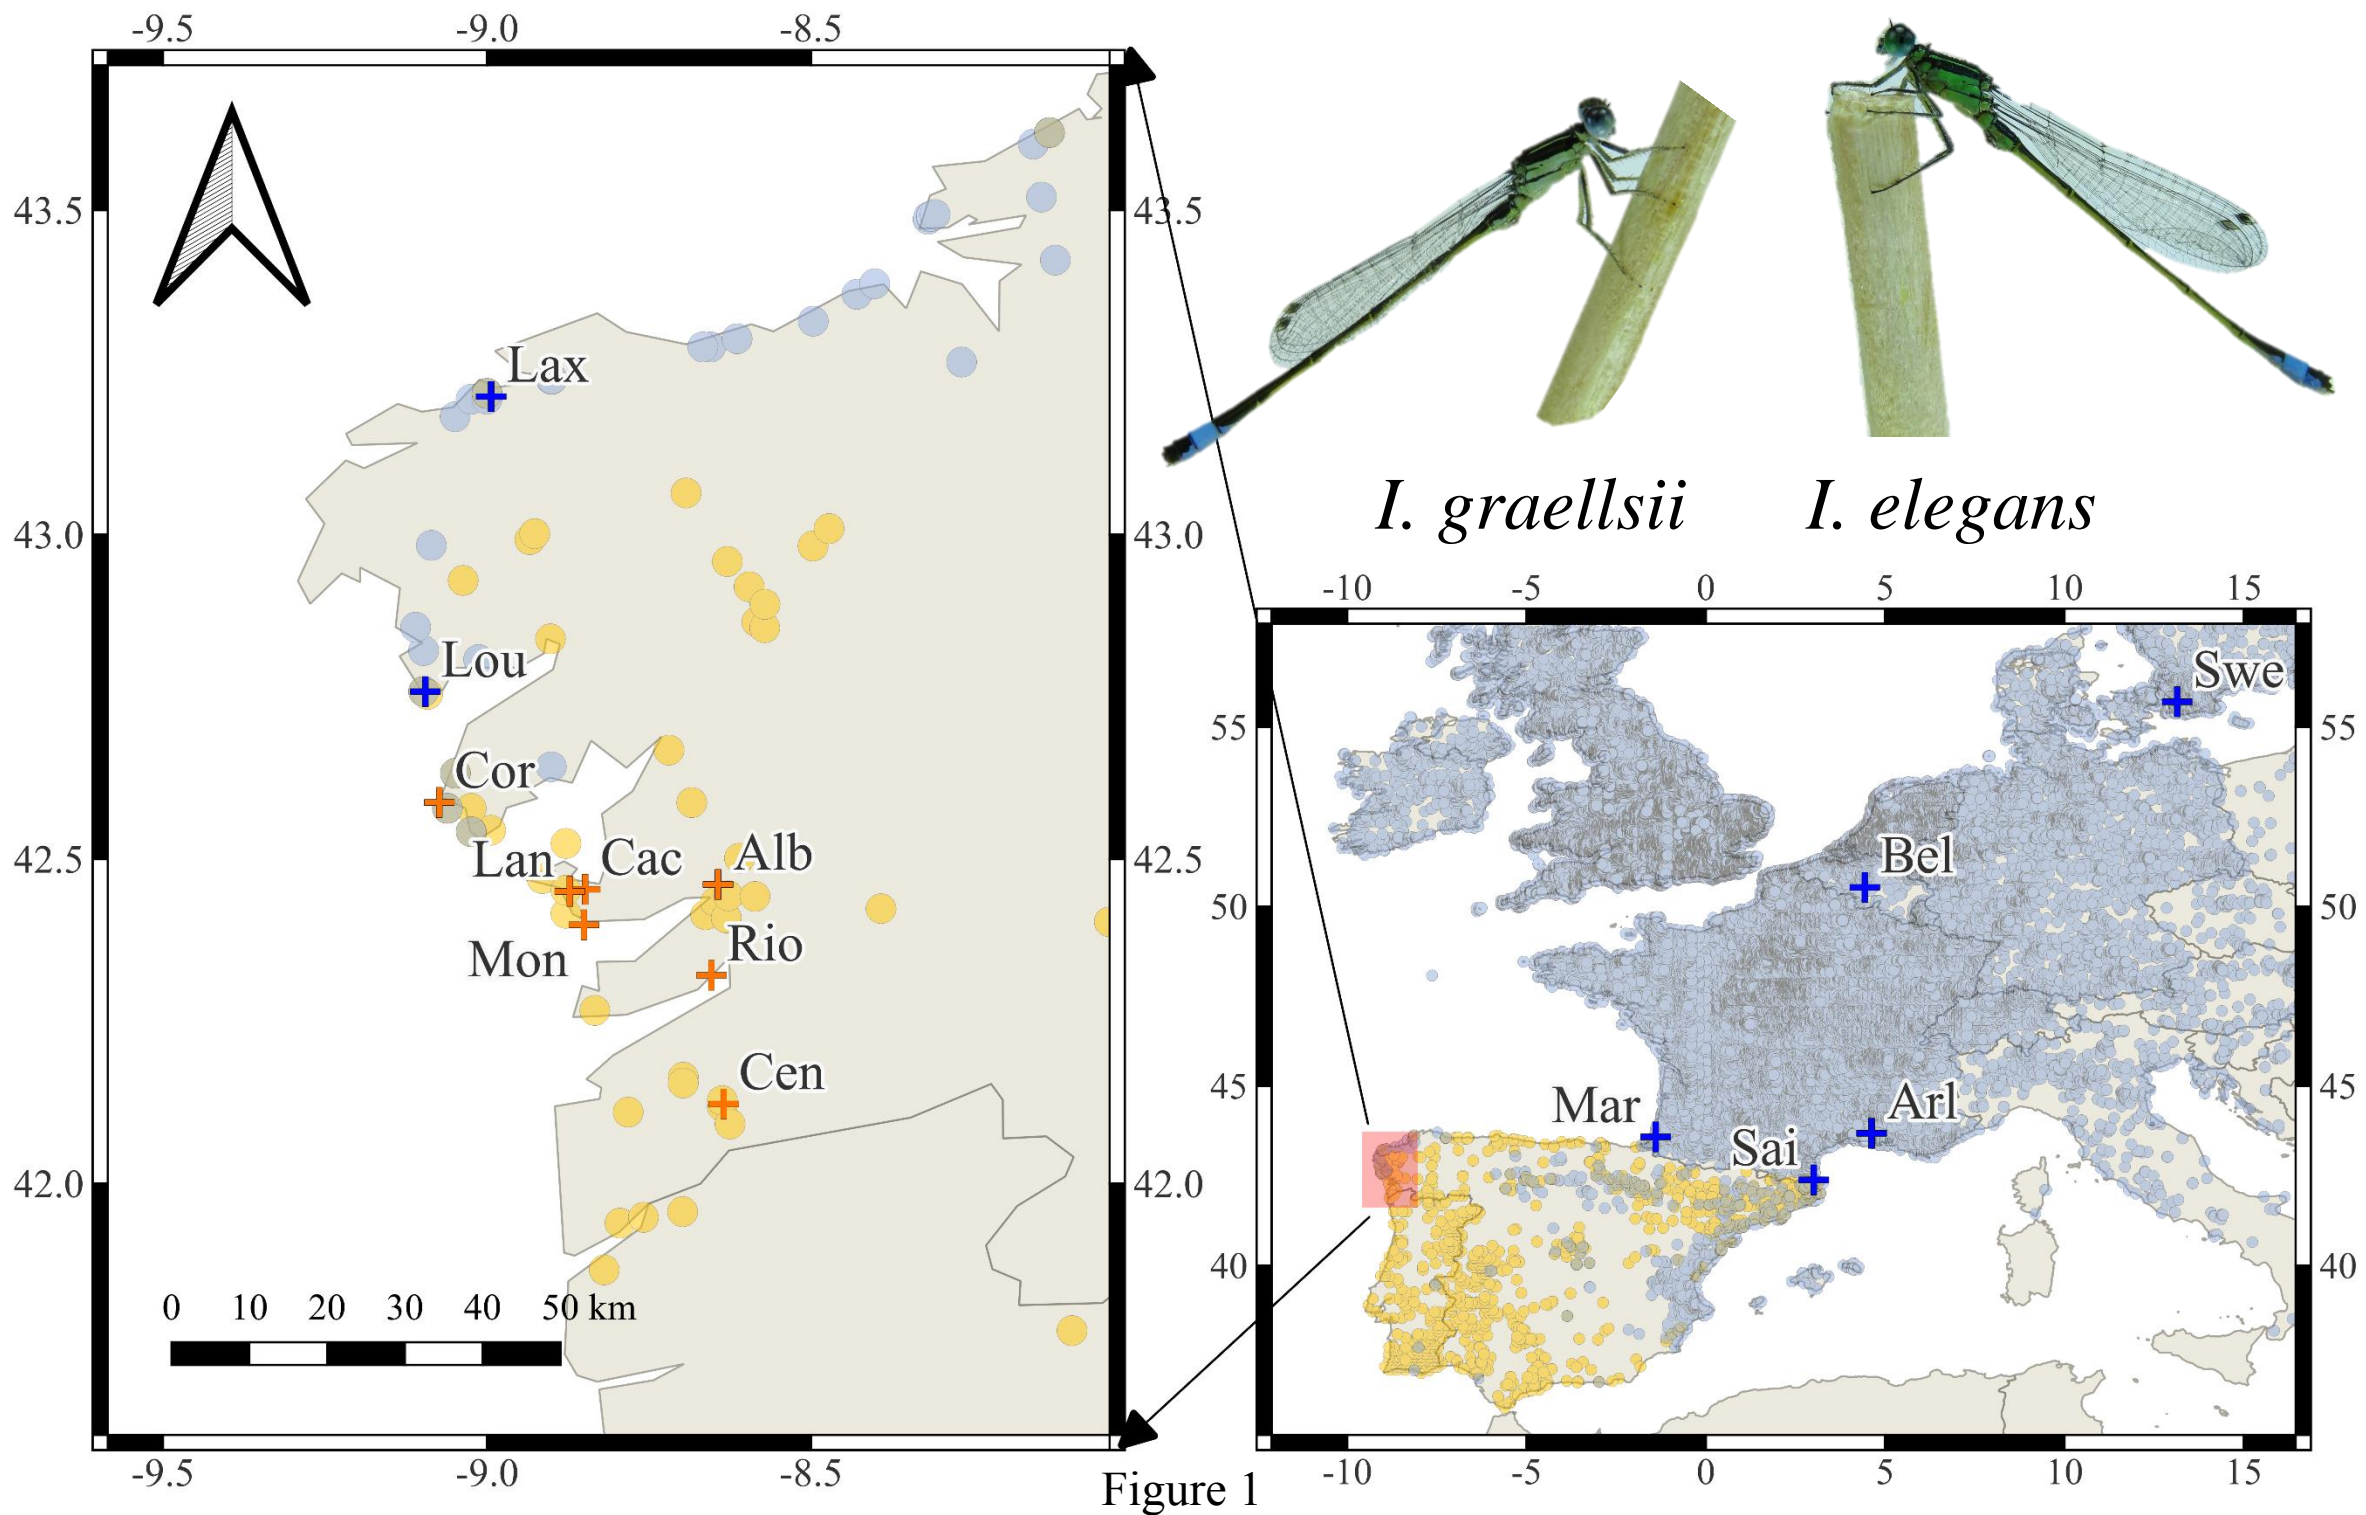 -9.5 -9.0 -8.5
43.5 43.5
43.0 43.0
42.5 42.5
42.0 42.0
Lax
Lou
Cor
Lan Cac Alb
Mon Rio
Cen
0 10 20 30 40 50 km
-9.5 -9.0 -8.5
I. graellsii I. elegans
-10 -5 0 5 10 15
55 55
50 50
45 45
40 40
Swe
Bel
Mar Arl
Sai
-10 -5 0 5 10 15
Figure 1